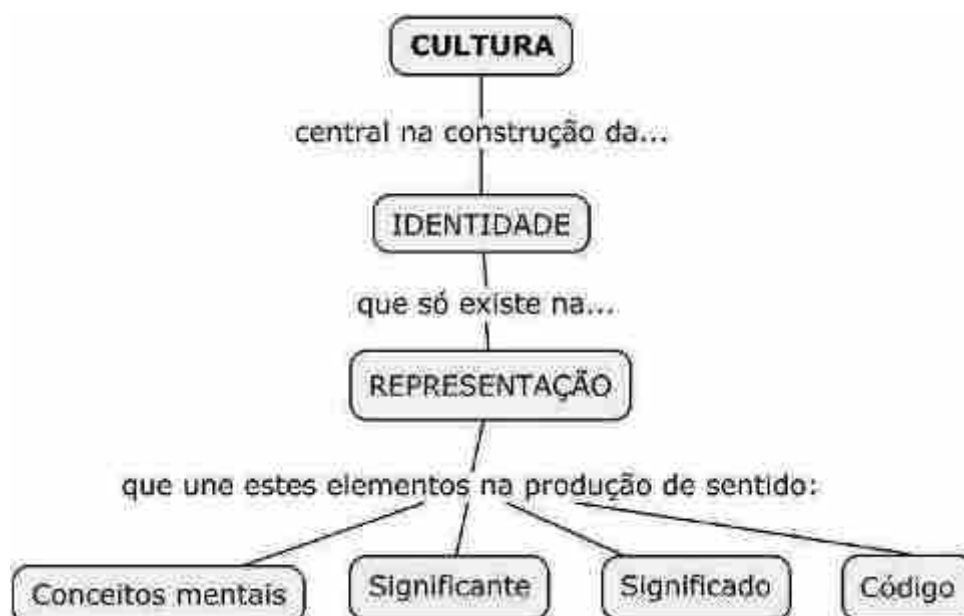 CULTURA
central na construção da...
IDENTIDADE
que só existe na...
REPRESENTAÇÃO
que une estes elementos na produção de sentido:
Conceitos mentais
Significante
Significado
Código